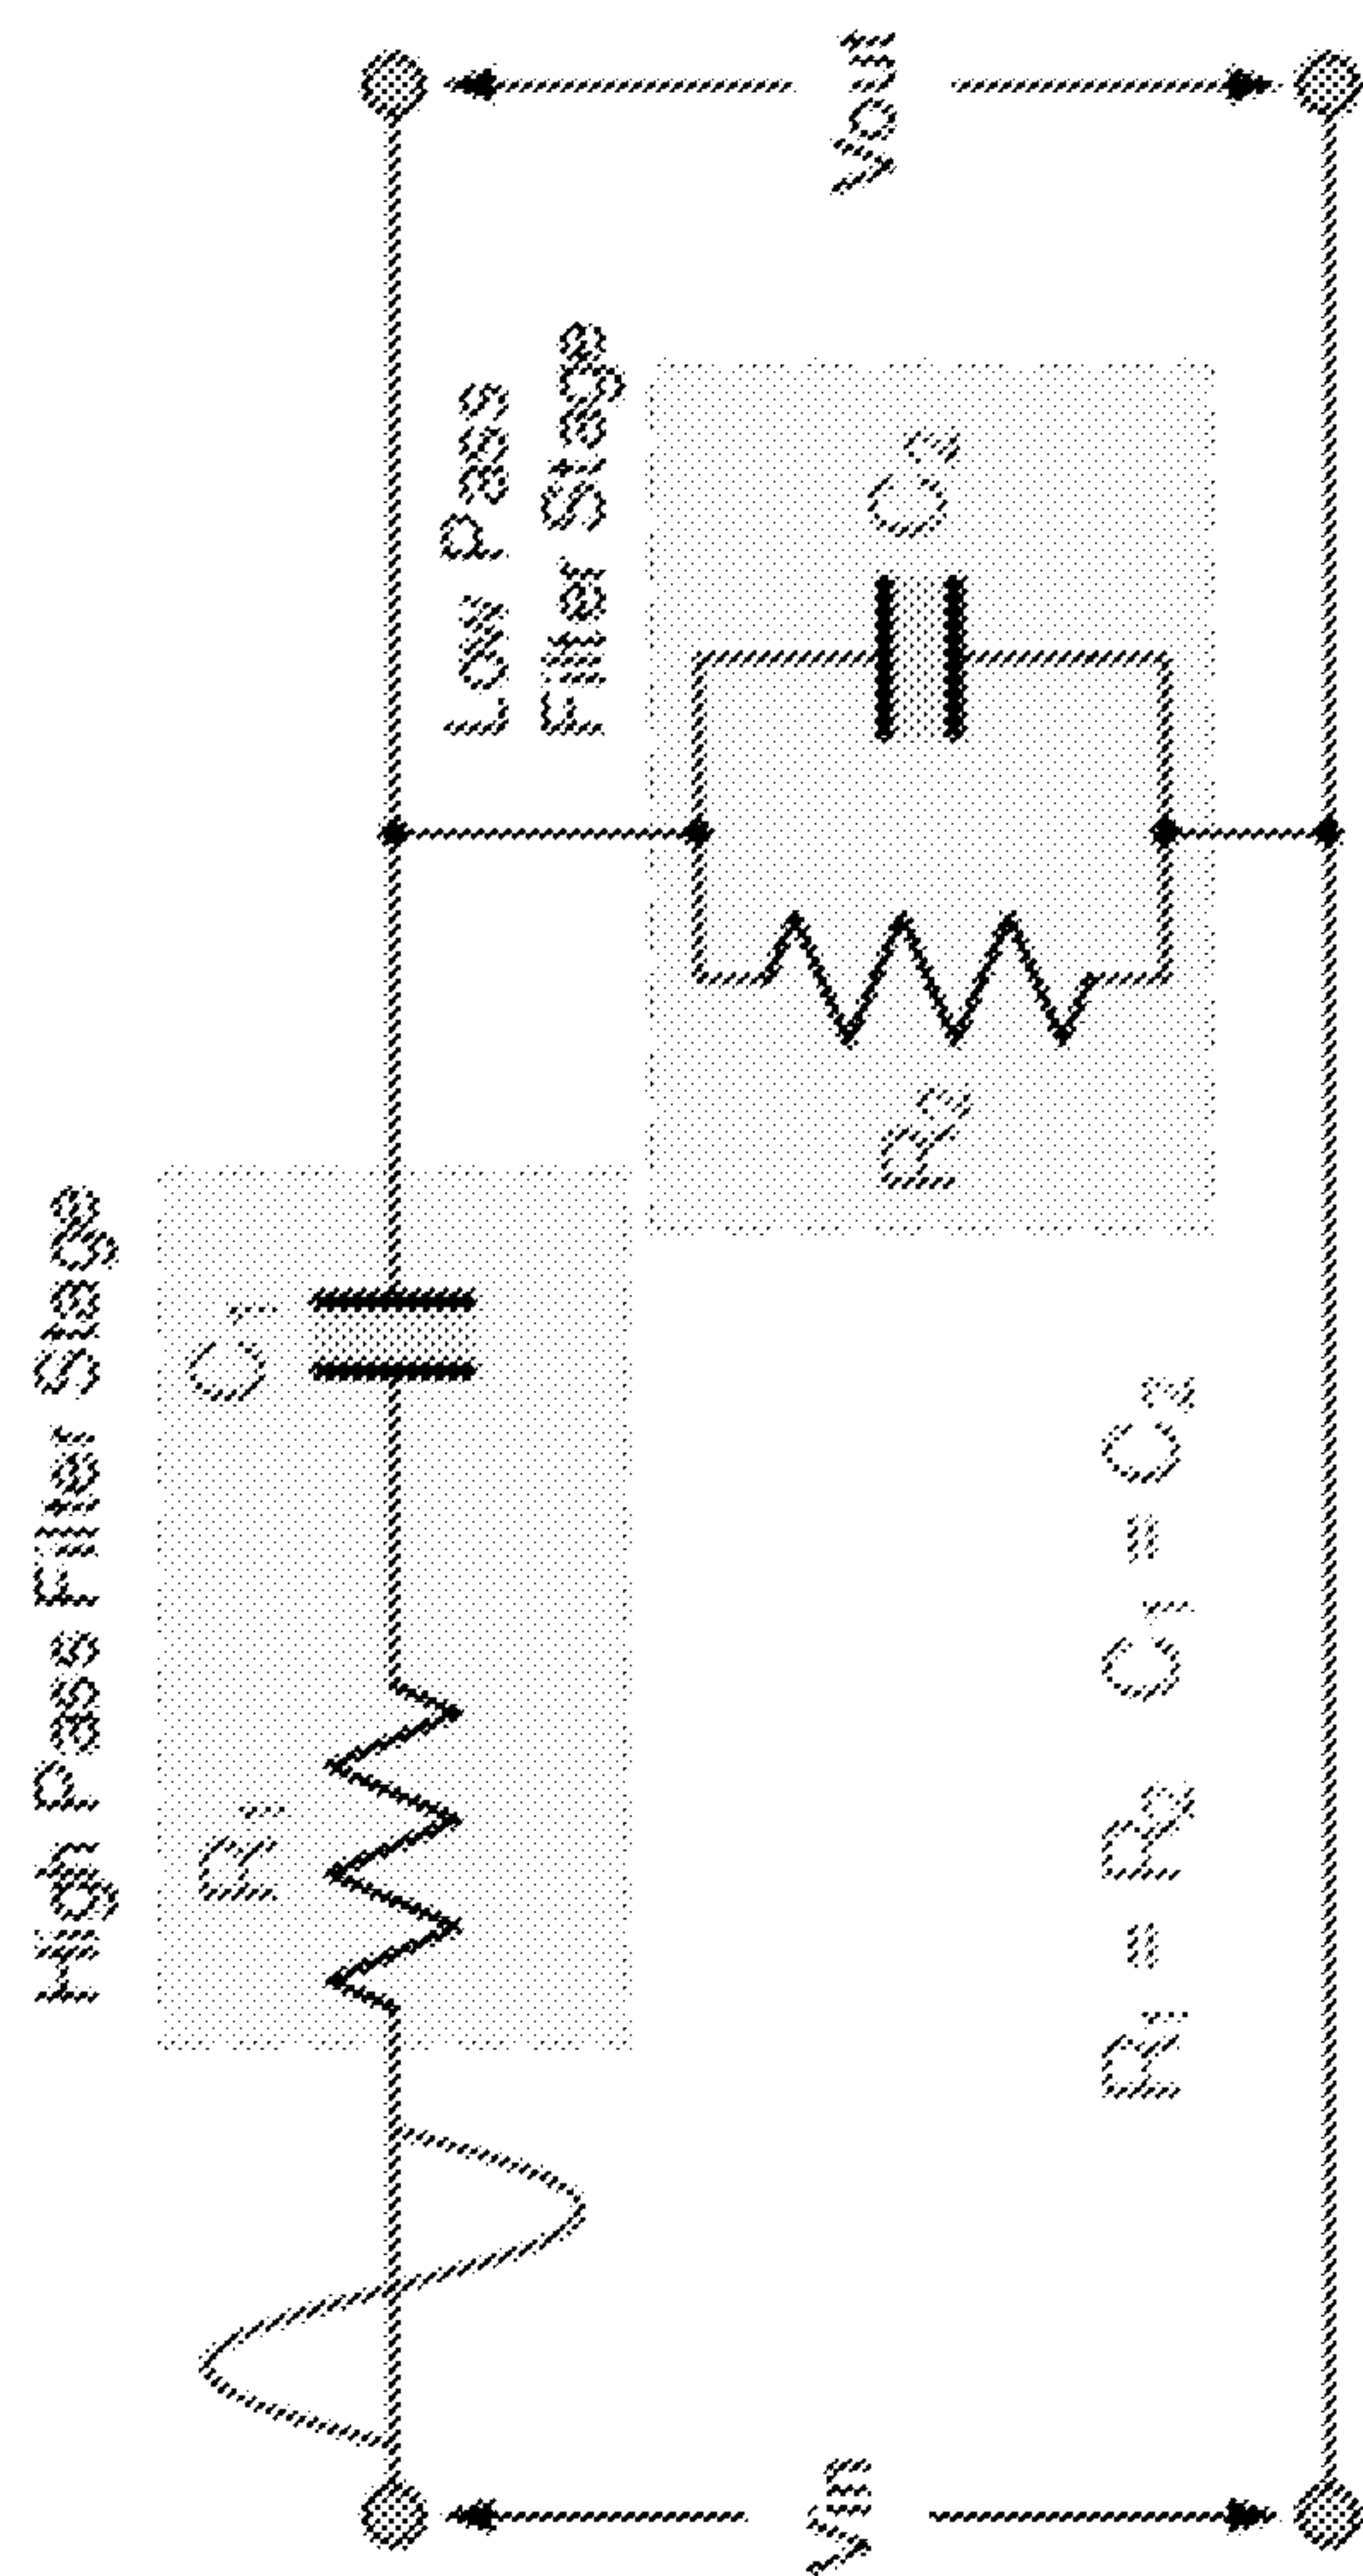 High Pass Filter Stage
R1
C1
Low Pass
Filter Stage
R2
C2
Vin
Vout
R1 = R2 C1 = C2